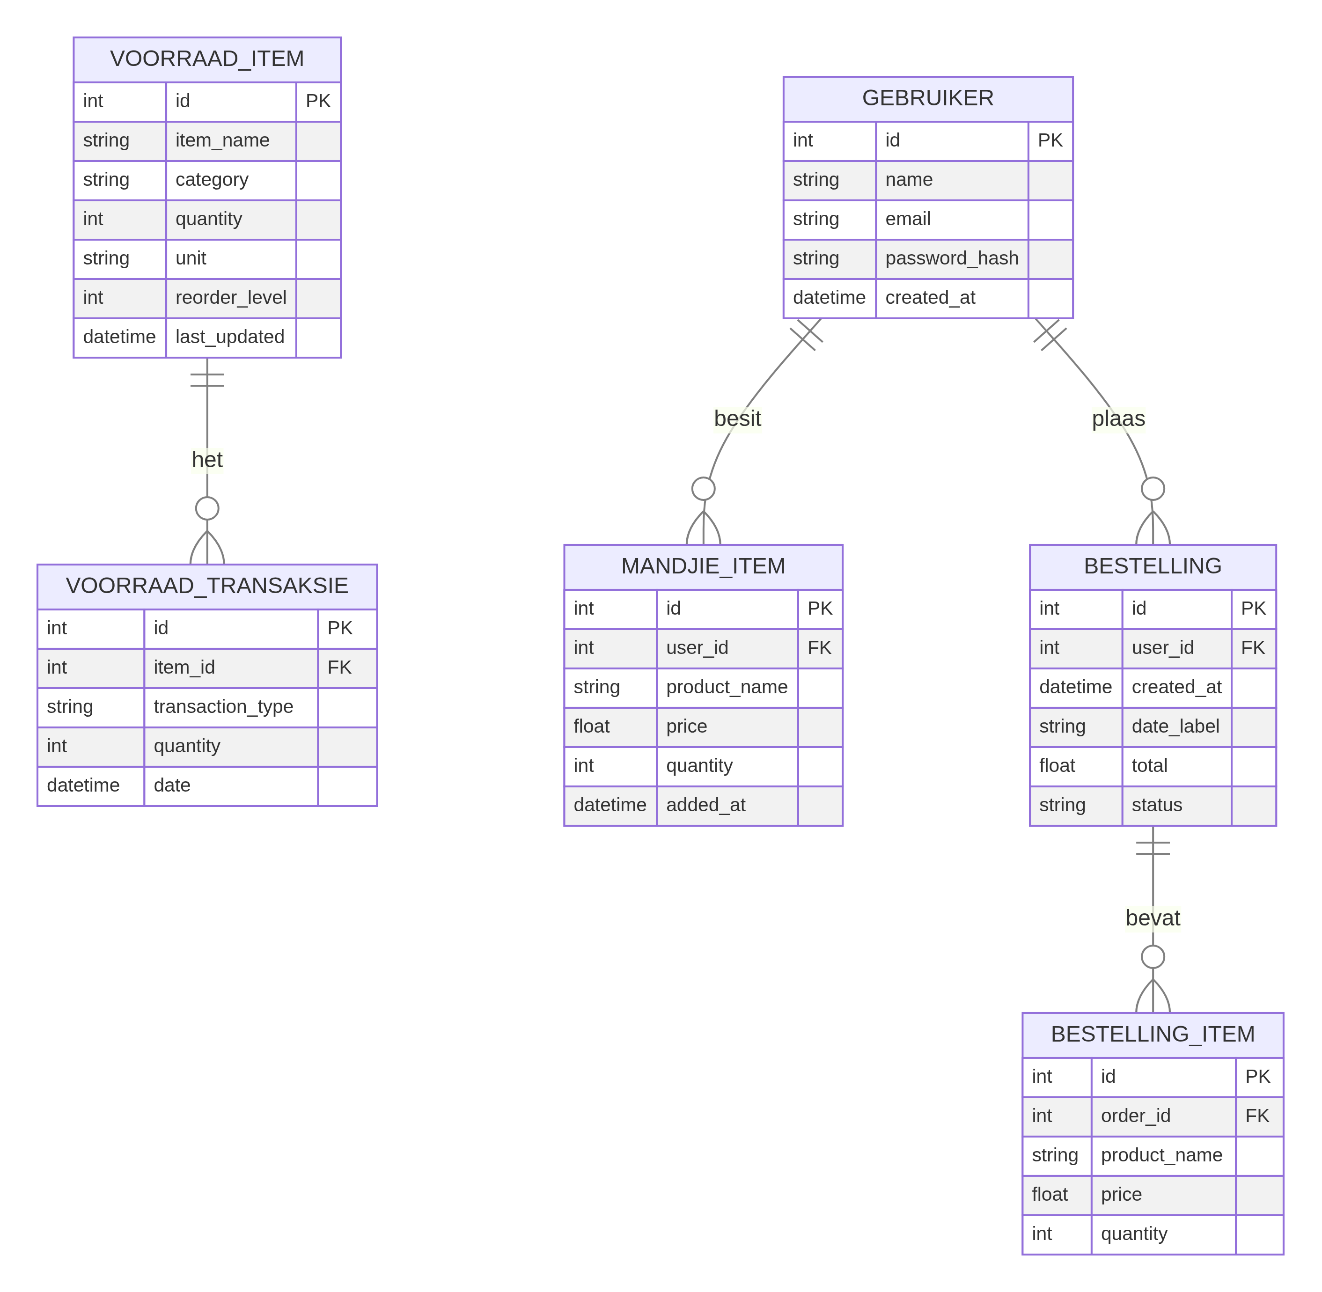 VOORRAAD_ITEM
int id PK
string item_name
string category
int quantity
string unit
int reorder_level
datetime last_updated
het
VOORRAAD_TRANSAKSIE
int id PK
int item_id FK
string transaction_type
int quantity
datetime date
GEBRUIKER
int id PK
string name
string email
string password_hash
datetime created_at
besit
plaas
MANDJIE_ITEM
int id PK
int user_id FK
string product_name
float price
int quantity
datetime added_at
BESTELLING
int id PK
int user_id FK
datetime created_at
string date_label
float total
string status
bevat
BESTELLING_ITEM
int id PK
int order_id FK
string product_name
float price
int quantity